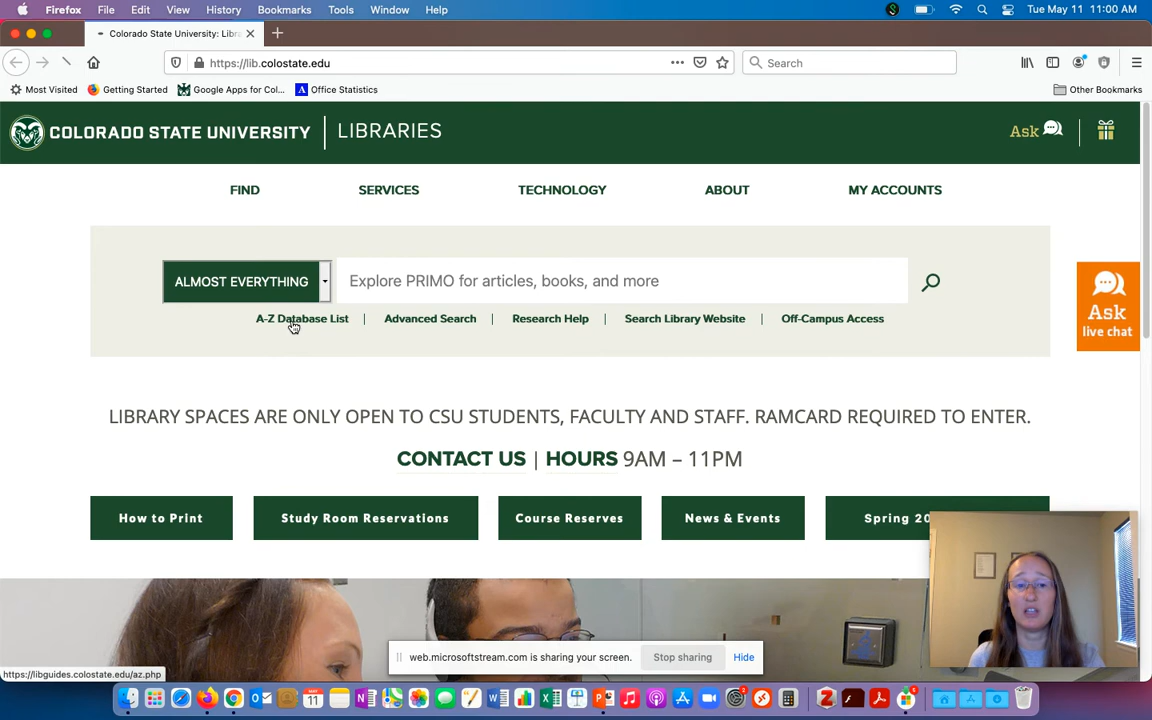 Firefox File Edit View History Bookmarks Tools Window Help Tue May 11 11:00 AM
Colorado State University: Libra
https://lib.colostate.edu Search
Most Visited Getting Started Google Apps for Col... Office Statistics Other Bookmarks
COLORADO STATE UNIVERSITY LIBRARIES Ask
FIND SERVICES TECHNOLOGY ABOUT MY ACCOUNTS
ALMOST EVERYTHING Explore PRIMO for articles, books, and more
A-Z Database List | Advanced Search | Research Help | Search Library Website | Off-Campus Access
Ask
live chat
LIBRARY SPACES ARE ONLY OPEN TO CSU STUDENTS, FACULTY AND STAFF. RAMCARD REQUIRED TO ENTER.
CONTACT US | HOURS 9AM – 11PM
How to Print Study Room Reservations Course Reserves News & Events Spring 20
web.microsoftstream.com is sharing your screen. Stop sharing Hide
https://libguides.colostate.edu/az.php